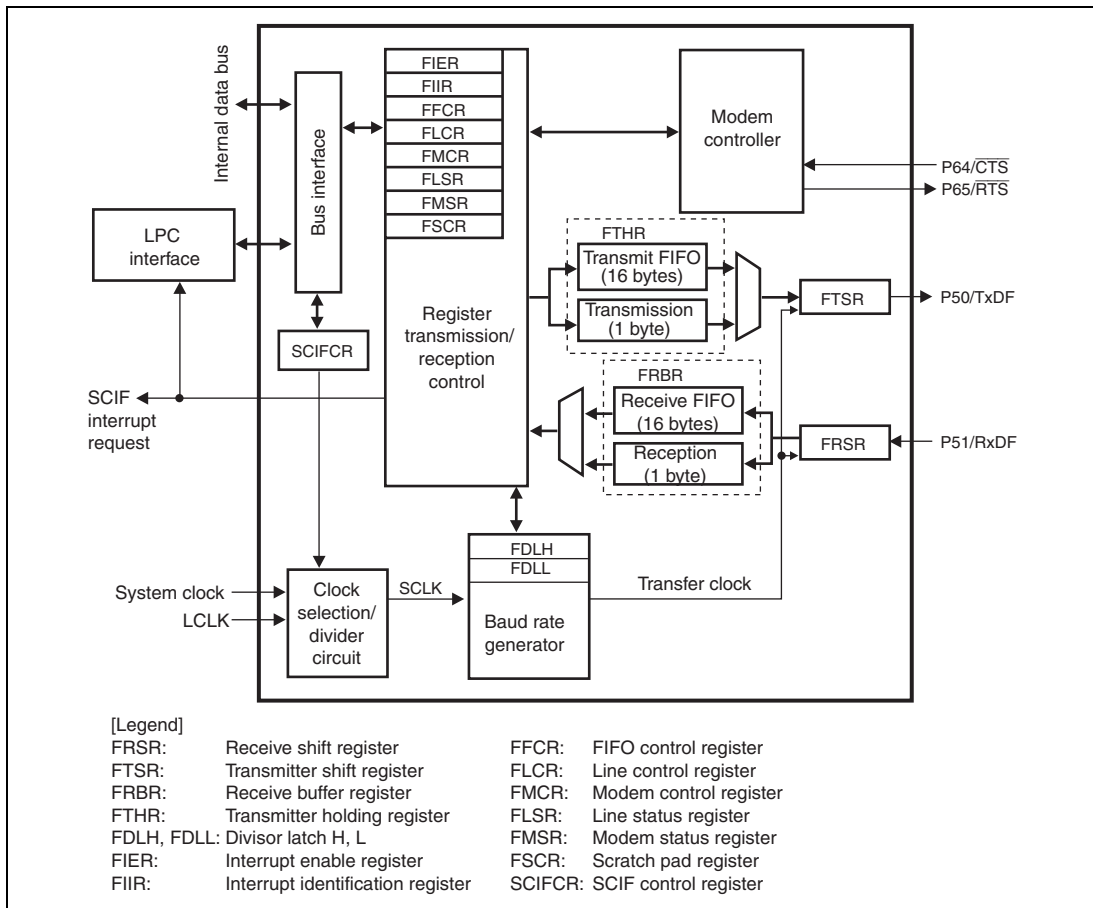 Internal data bus
LPC
interface
SCIF
interrupt
request
System clock
LCLK
Bus interface
SCIFCR
Clock
selection/
divider
circuit
SCLK
FIER
FIIR
FFCR
FLCR
FMCR
FLSR
FMSR
FSCR
Register
transmission/
reception
control
FDLH
FDLL
Baud rate
generator
Transfer clock
Modem
controller
P64/CTS
P65/RTS
FTHR
Transmit FIFO
(16 bytes)
Transmission
(1 byte)
FTSR
P50/TxDF
FRBR
Receive FIFO
(16 bytes)
Reception
(1 byte)
FRSR
P51/RxDF
[Legend]
FRSR: Receive shift register
FTSR: Transmitter shift register
FRBR: Receive buffer register
FTHR: Transmitter holding register
FDLH, FDLL: Divisor latch H, L
FIER: Interrupt enable register
FIIR: Interrupt identification register
FFCR: FIFO control register
FLCR: Line control register
FMCR: Modem control register
FLSR: Line status register
FMSR: Modem status register
FSCR: Scratch pad register
SCIFCR: SCIF control register